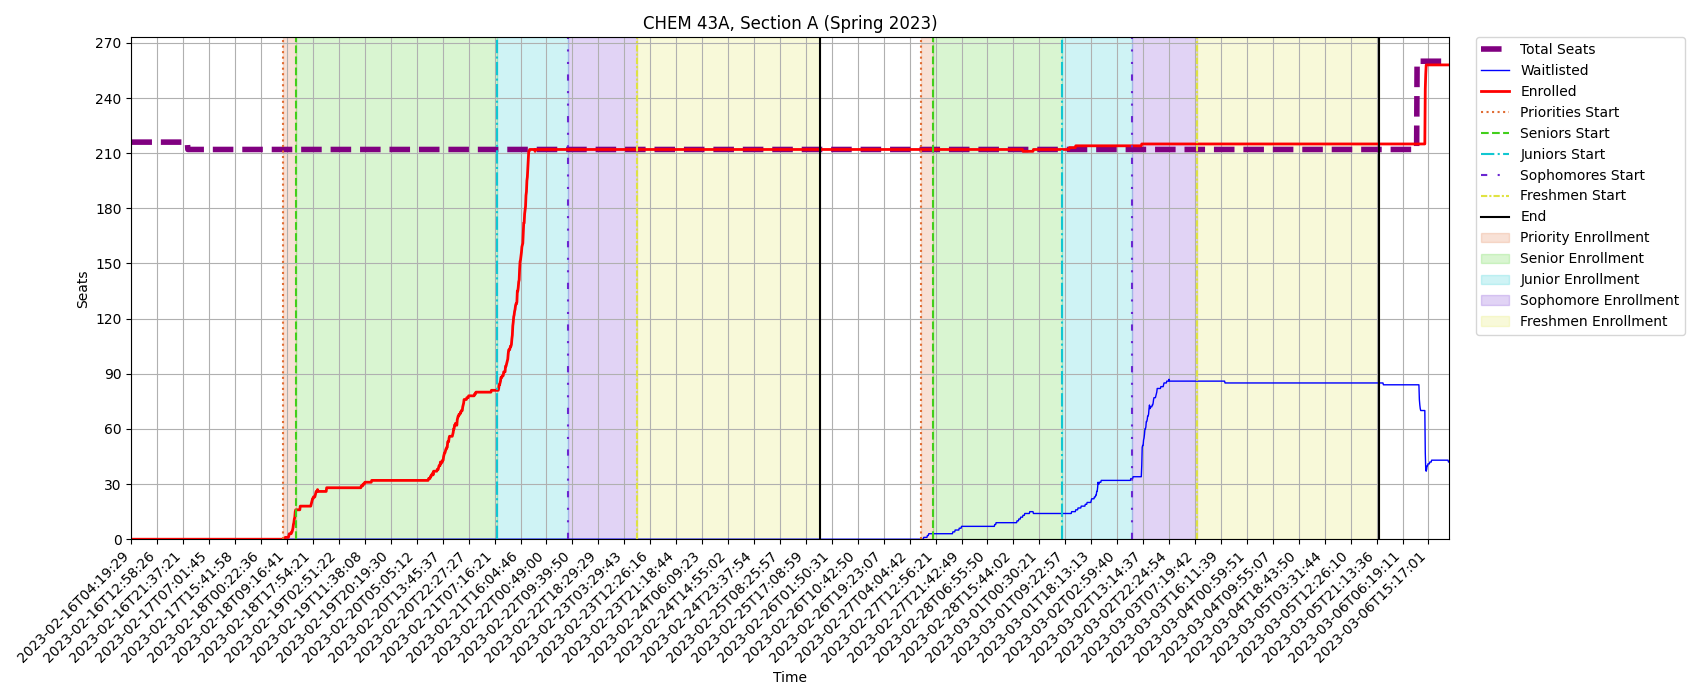 CHEM 43A, Section A (Spring 2023)
Seats
270
240
210
180
150
120
90
60
30
0
2023-02-16T04:19:29
2023-02-16T12:58:26
2023-02-16T21:37:21
2023-02-17T07:01:45
2023-02-17T15:41:58
2023-02-18T00:22:36
2023-02-18T09:16:41
2023-02-18T17:54:21
2023-02-19T02:51:22
2023-02-19T11:38:08
2023-02-19T20:19:30
2023-02-20T05:05:12
2023-02-20T13:45:37
2023-02-20T22:27:27
2023-02-21T07:16:21
2023-02-21T16:04:46
2023-02-22T00:49:00
2023-02-22T09:39:50
2023-02-22T18:29:29
2023-02-23T03:29:43
2023-02-23T12:26:16
2023-02-23T21:18:44
2023-02-24T06:09:23
2023-02-24T14:55:02
2023-02-24T23:37:54
2023-02-25T08:25:57
2023-02-25T17:08:59
2023-02-26T01:50:31
2023-02-26T10:42:50
2023-02-26T19:23:07
2023-02-27T04:04:42
2023-02-27T12:56:21
2023-02-27T21:42:49
2023-02-28T06:55:50
2023-02-28T15:44:02
2023-03-01T00:30:21
2023-03-01T09:22:57
2023-03-01T18:13:13
2023-03-02T02:59:40
2023-03-02T13:14:37
2023-03-02T22:24:54
2023-03-03T07:19:42
2023-03-03T16:11:39
2023-03-04T00:59:51
2023-03-04T09:55:07
2023-03-04T18:43:50
2023-03-05T03:31:44
2023-03-05T12:26:10
2023-03-05T21:13:36
2023-03-06T06:19:11
2023-03-06T15:17:01
Time
Total Seats
Waitlisted
Enrolled
Priorities Start
Seniors Start
Juniors Start
Sophomores Start
Freshmen Start
End
Priority Enrollment
Senior Enrollment
Junior Enrollment
Sophomore Enrollment
Freshmen Enrollment